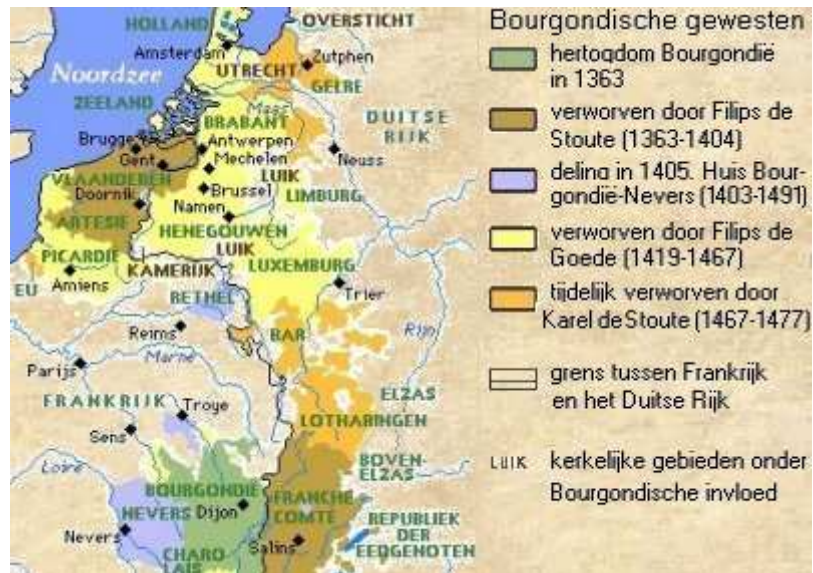 HOLLAND
OVERSTICHT
Amsterdam
Zutphen
Noordzee
UTRECHT
GELRE
ZEELAND
Maas
DUITSE
RIJK
BRABANT
Brugge
Antwerpen
Gent
Mechelen
Neuss
VLAANDEREN
LUIK
Doornik
Brussel
LIMBURG
Namen
ARTESIE
HENEGOUWEN
LUIK
PICARDIE
KAMERIJK
LUXEMBURG
EU
Amiens
RETHEL
Trier
Reims
BAR
Rijn
Marne
Parijs
ELZAS
FRANKRIJK
Troye
LOTHARINGEN
Sens
Loire
BOVEN-
ELZAS
BOURGONDIË
FRANCHE
COMTE
NEVERS
Dijon
REPUBLIEK
DER
EEDGENOTEN
Nevers
Salins
CHARO
LAIS
Bourgondische gewesten
hertogdom Bourgondië
in 1363
verworven door Filips de
Stoute (1363-1404)
deling in 1405. Huis Bour-
gondië-Nevers (1403-1491)
verworven door Filips de
Goede (1419-1467)
tijdelijk verworven door
Karel de Stoute (1467-1477)
grens tussen Frankrijk
en het Duitse Rijk
LUIK kerkelijke gebieden onder
Bourgondische invloed